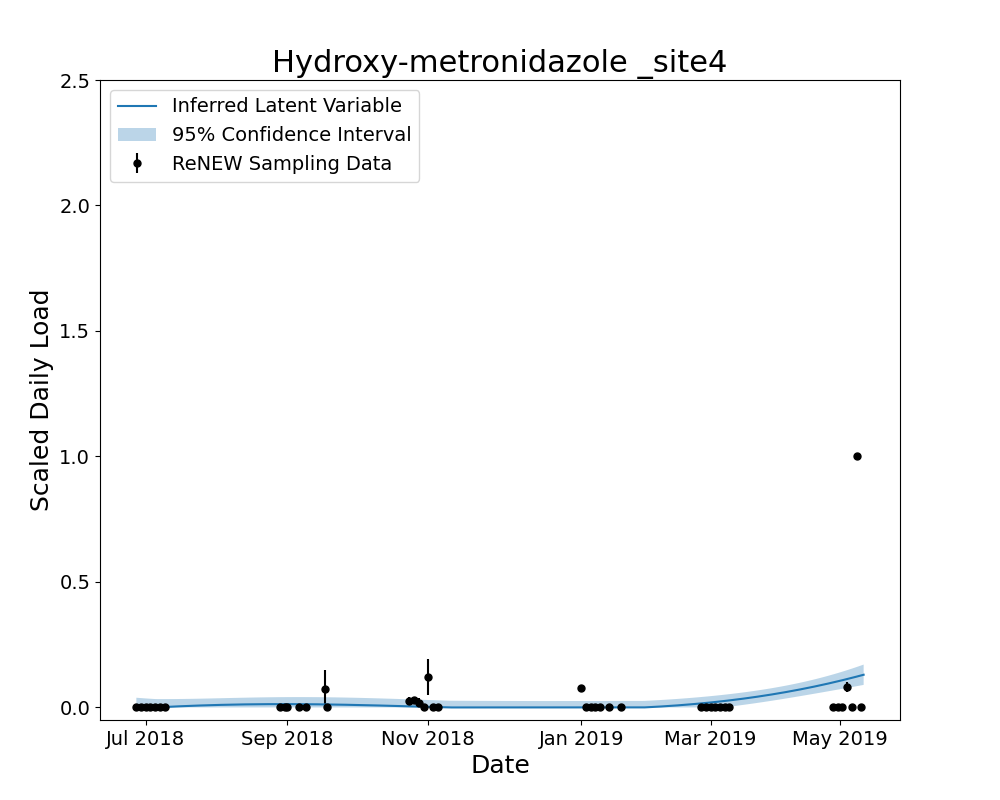 Hydroxy-metronidazole _site4
2.5
2.0
1.5
1.0
0.5
0.0
Scaled Daily Load
Inferred Latent Variable
95% Confidence Interval
ReNEW Sampling Data
Jul 2018
Sep 2018
Nov 2018
Jan 2019
Mar 2019
May 2019
Date